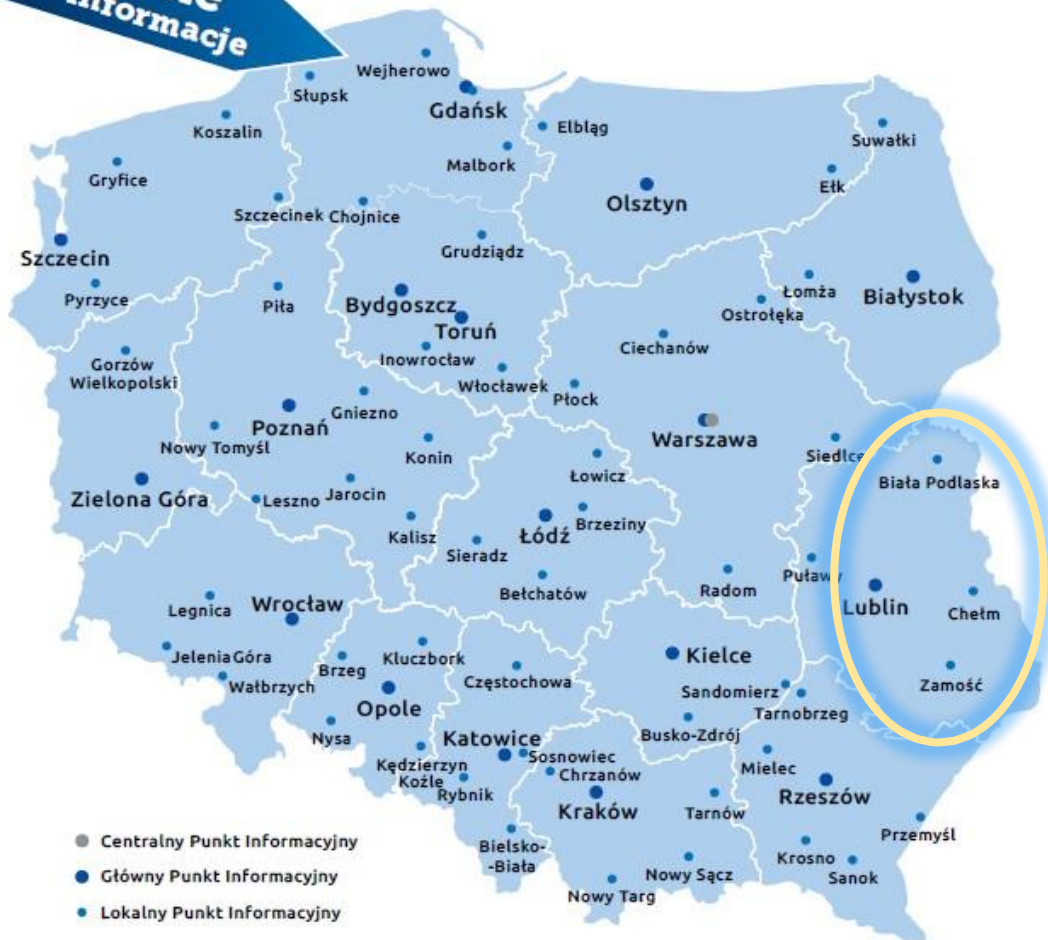 informacje
Wejherowo
Słupsk
Gdańsk
Koszalin
Elbląg
Suwałki
Malbork
Gryfice
Ełk
Olsztyn
Szczecinek
Chojnice
Grudziądz
Szczecin
Pyrzyce
Piła
Bydgoszcz
Toruń
Łomża
Białystok
Ostrołęka
Ciechanów
Inowrocław
Gorzów
Wielkopolski
Włocławek
Płock
Gniezno
Poznań
Nowy Tomyśl
Warszawa
Konin
Siedlce
Łowicz
Biała Podlaska
Zielona Góra
Leszno
Jarocin
Kalisz
Łódź
Brzeziny
Sieradz
Puławy
Bełchatów
Radom
Legnica
Wrocław
Lublin
Chełm
Jelenia Góra
Brzeg
Kluczbork
Kielce
Wałbrzych
Częstochowa
Zamość
Sandomierz
Opole
Tarnobrzeg
Nysa
Busko-Zdrój
Katowice
Sosnowiec
Kędzierzyn
Koźle
Chrzanów
Mielec
Rybnik
Rzeszów
Kraków
Tarnów
Przemyśl
Bielsko-
-Biała
Krosno
Nowy Sącz
Sanok
Nowy Targ
Centralny Punkt Informacyjny
Główny Punkt Informacyjny
Lokalny Punkt Informacyjny